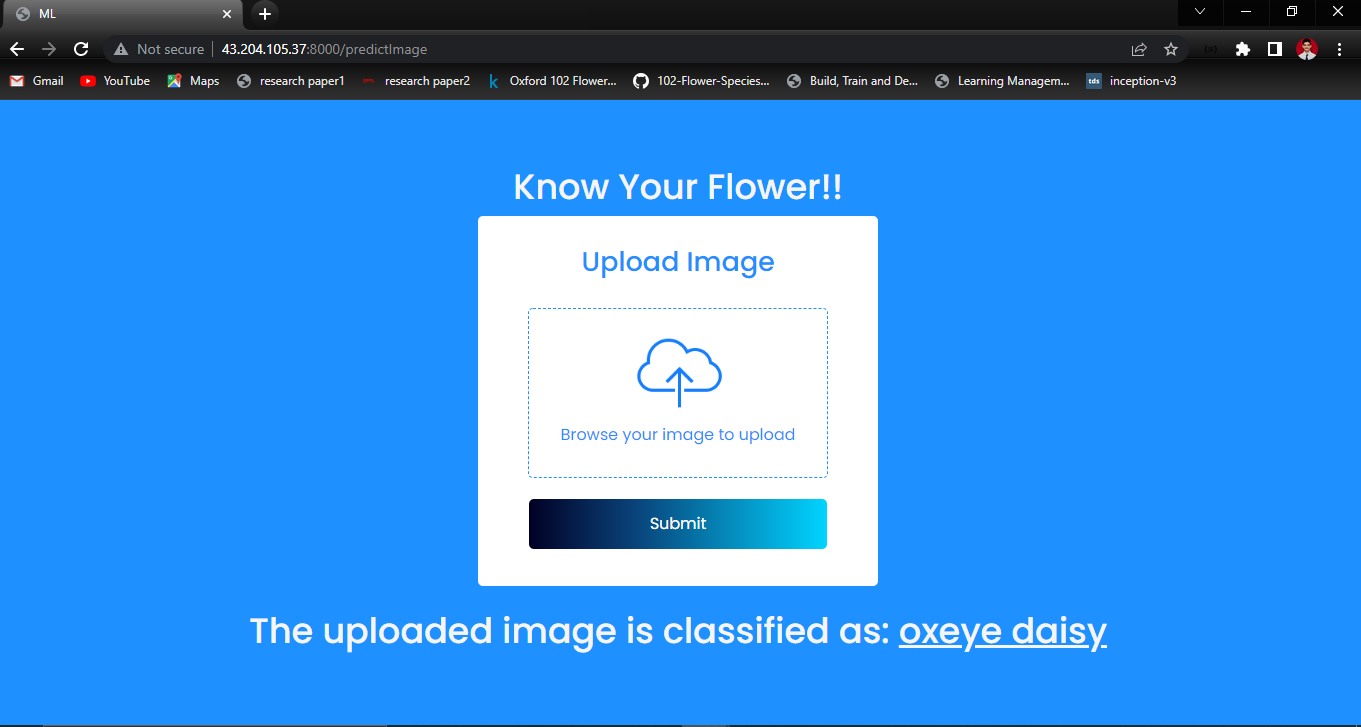 ML
Not secure 43.204.105.37:8000/predictImage
Gmail YouTube Maps research paper1 research paper2 k Oxford 102 Flower... 102-Flower-Species... Build, Train and De... Learning Managem... tds inception-v3
Know Your Flower!!
Upload Image
Browse your image to upload
Submit
The uploaded image is classified as: oxeye daisy